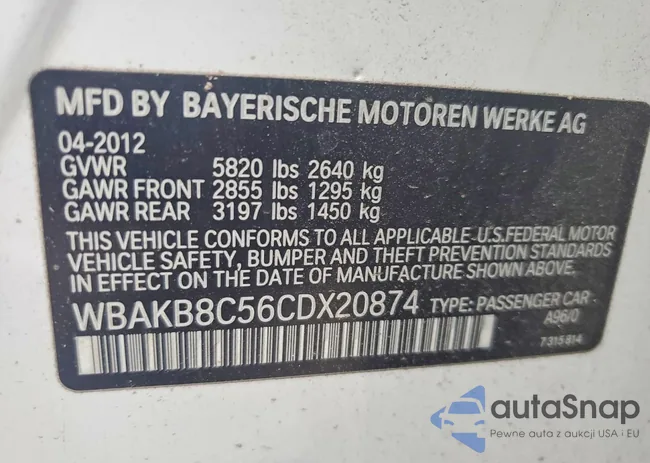 MFD BY BAYERISCHE MOTOREN WERKE AG
04-2012
GVWR 5820 lbs 2640 kg
GAWR FRONT 2855 lbs 1295 kg
GAWR REAR 3197 lbs 1450 kg
THIS VEHICLE CONFORMS TO ALL APPLICABLE U.S.FEDERAL MOTOR
VEHICLE SAFETY, BUMPER AND THEFT PREVENTION STANDARDS
IN EFFECT ON THE DATE OF MANUFACTURE SHOWN ABOVE.
WBAKB8C56CDX20874 TYPE: PASSENGER CAR
A96/0
7 315 814
autaSnap
Pewne auta z aukcji USA i EU